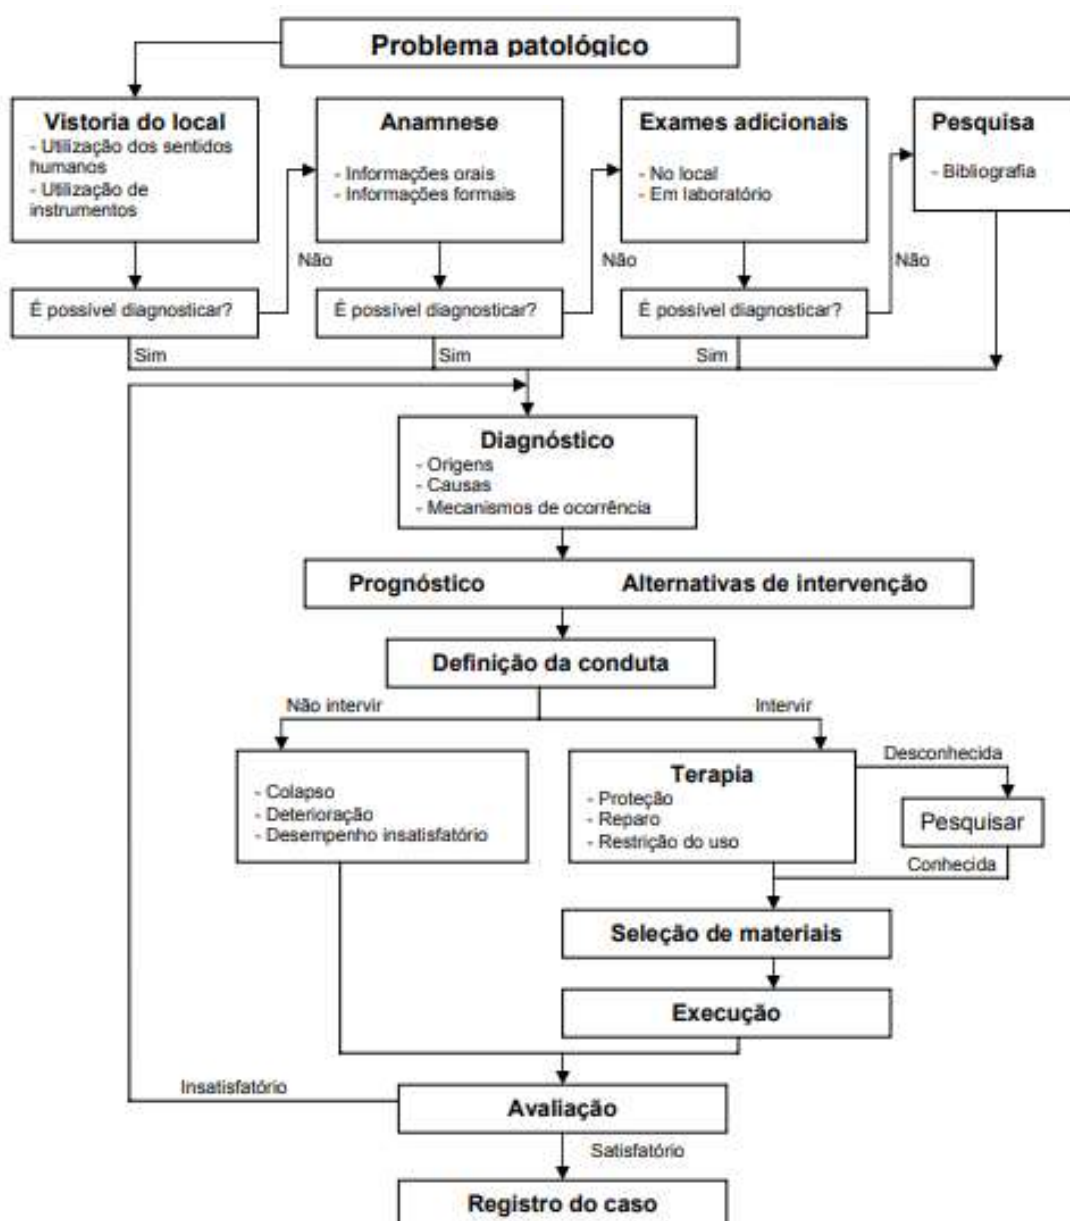 Problema patológico
Vistoria do local
- Utilização dos sentidos
humanos
- Utilização de
instrumentos
Anamnese
- Informações orais
- Informações formais
Exames adicionais
- No local
- Em laboratório
Pesquisa
- Bibliografia
Não
Não
Não
É possível diagnosticar?
É possível diagnosticar?
É possível diagnosticar?
Sim
Sim
Sim
Diagnóstico
- Origens
- Causas
- Mecanismos de ocorrência
Prognóstico Alternativas de intervenção
Definição da conduta
Não intervir
Intervir
- Colapso
- Deterioração
- Desempenho insatisfatório
Terapia
- Proteção
- Reparo
- Restrição do uso
Desconhecida
Pesquisar
Conhecida
Seleção de materiais
Execução
Insatisfatório
Avaliação
Satisfatório
Registro do caso